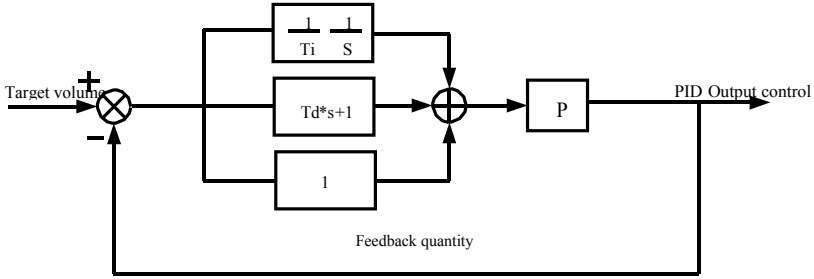 1 1
Ti S
+
Target volume
Td*s+1
P
PID Output control
−
1
Feedback quantity